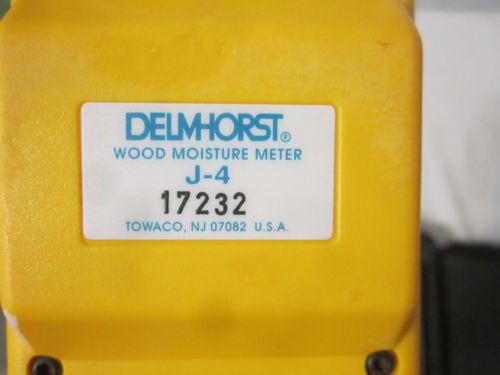 DELMHORST®
WOOD MOISTURE METER
J-4
17232
TOWACO, NJ 07082 U.S.A.